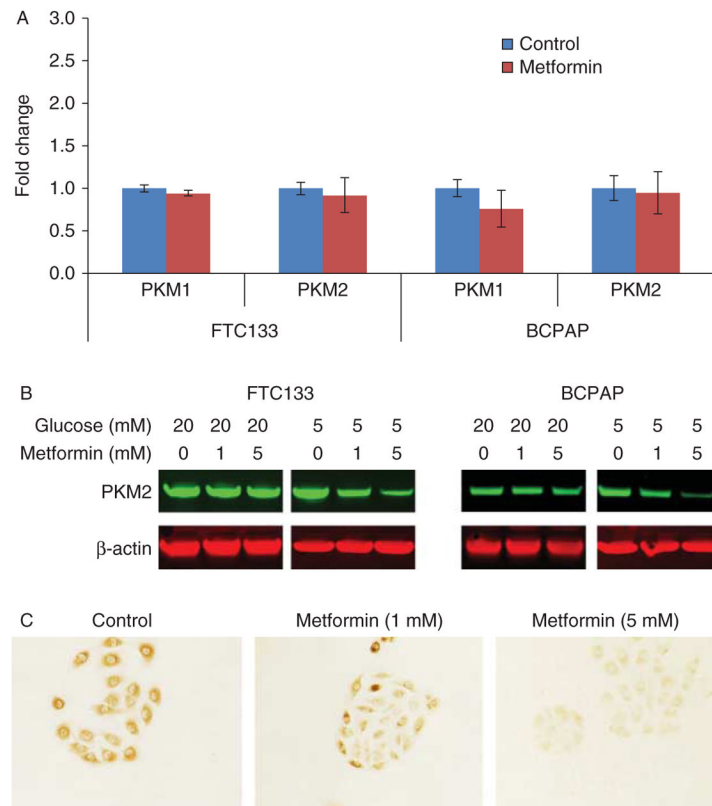 A
3.0
2.5
2.0
1.5
1.0
0.5
0.0
Fold change
Control
Metformin
PKM1 PKM2 PKM1 PKM2
FTC133 BCPAP
B FTC133 BCPAP
Glucose (mM) 20 20 20 5 5 5 20 20 20 5 5 5
Metformin (mM) 0 1 5 0 1 5 0 1 5 0 1 5
PKM2
β-actin
C Control Metformin (1 mM) Metformin (5 mM)